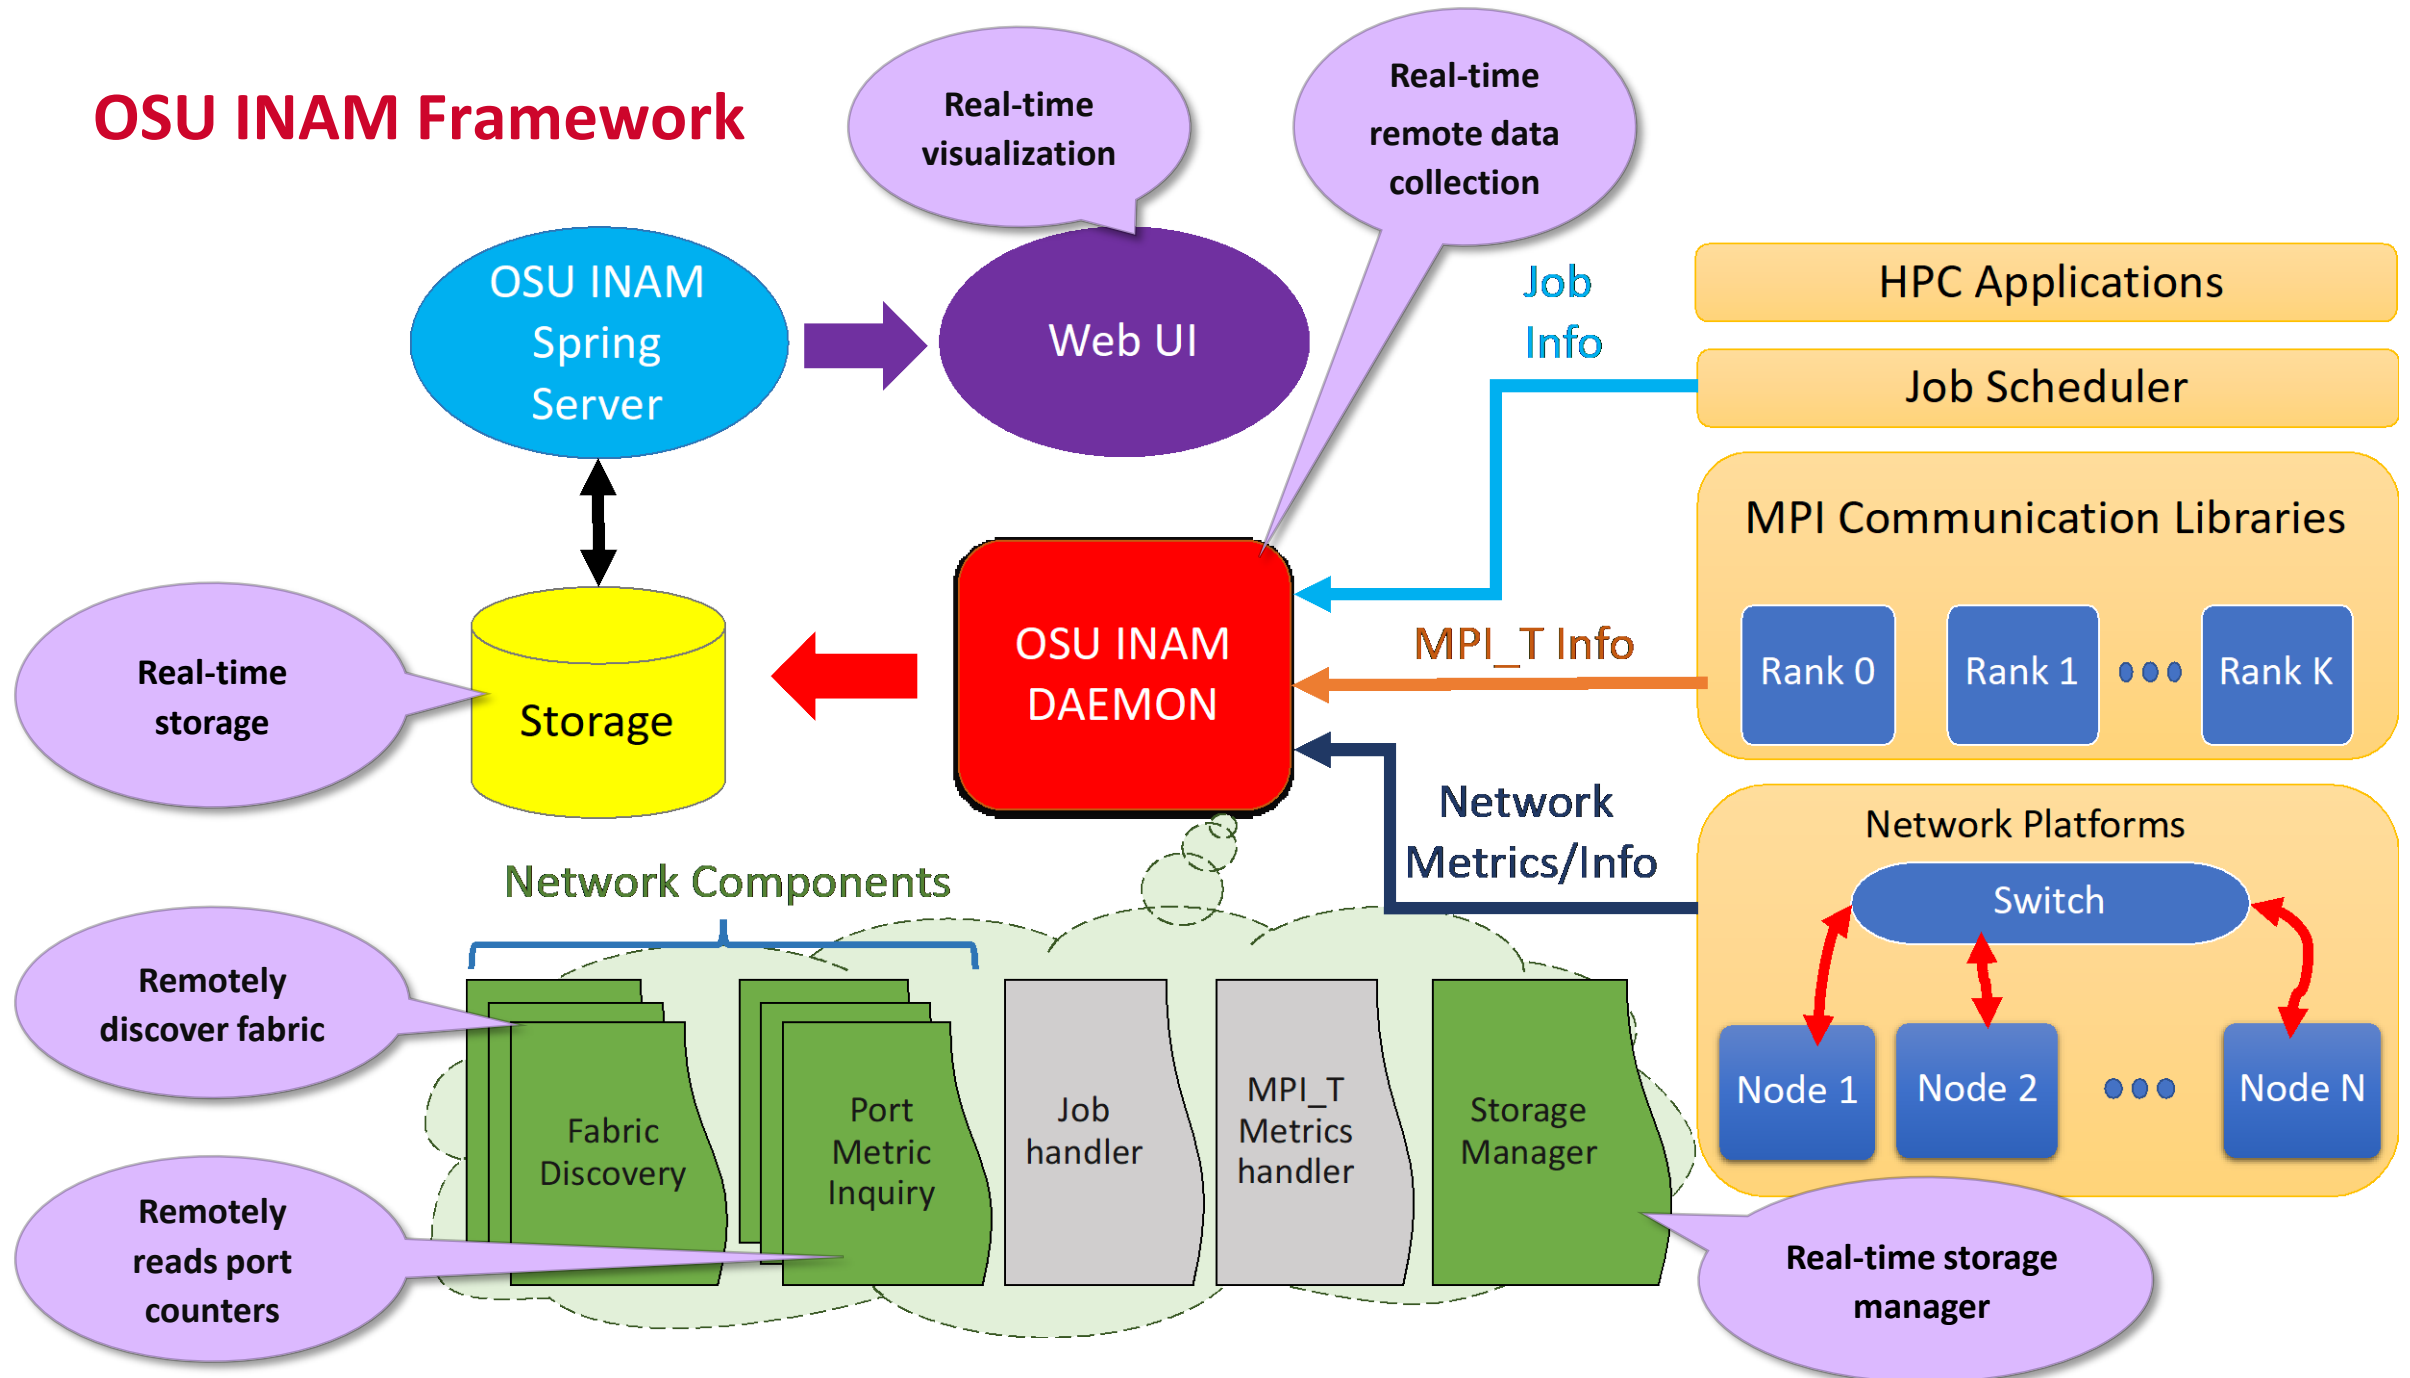 OSU INAM Framework
Real-time
visualization
Real-time
remote data
collection
OSU INAM
Spring
Server
Web UI
Job
Info
HPC Applications
Job Scheduler
MPI Communication Libraries
Rank 0
Rank 1
Rank K
Real-time
storage
Storage
OSU INAM
DAEMON
MPI_T Info
Network
Metrics/Info
Network Platforms
Switch
Node 1
Node 2
Node N
Network Components
Remotely
discover fabric
Remotely
reads port
counters
Fabric
Discovery
Port
Metric
Inquiry
Job
handler
MPI_T
Metrics
handler
Storage
Manager
Real-time storage
manager